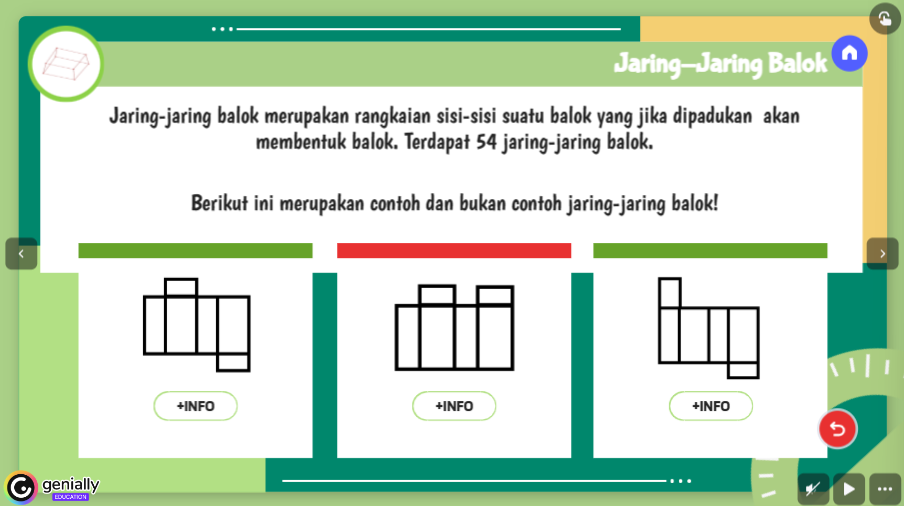 Jaring-Jaring Balok
Jaring-jaring balok merupakan rangkaian sisi-sisi suatu balok yang jika dipadukan akan
membentuk balok. Terdapat 54 jaring-jaring balok.
Berikut ini merupakan contoh dan bukan contoh jaring-jaring balok!
+INFO
+INFO
+INFO
genially
EDUCATION